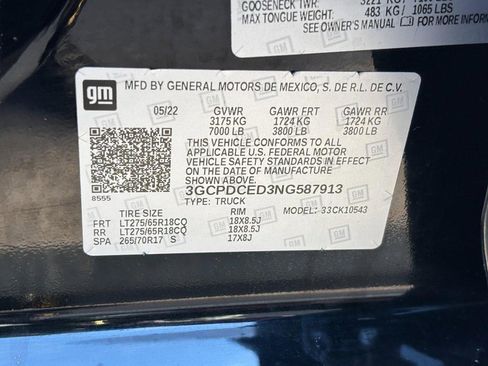 GOOSENECK TWR:
MAX TONGUE WEIGHT: 483 KG / 1065 LBS
SEE OWNER'S MANUAL
gm
MFD BY GENERAL MOTORS DE MEXICO, S. DE R.L. DE C.V.
05/22 GVWR GAWR FRT GAWR RR
3175 KG 1724 KG 1724 KG
7000 LB 3800 LB 3800 LB
THIS VEHICLE CONFORMS TO ALL
APPLICABLE U.S. FEDERAL MOTOR
VEHICLE SAFETY, BUMPER, AND THEFT
PREVENTION STANDARDS IN EFFECT
ON THE DATE OF MANUFACTURE
SHOWN ABOVE.
8555
3GCPDCED3NG587913
TYPE: TRUCK
TIRE SIZE RIM MODEL: 33CK10543
FRT LT275/65R18CQ 18X8.5J
RR LT275/65R18CQ 18X8.5J
SPA 265/70R17 S 17X8J